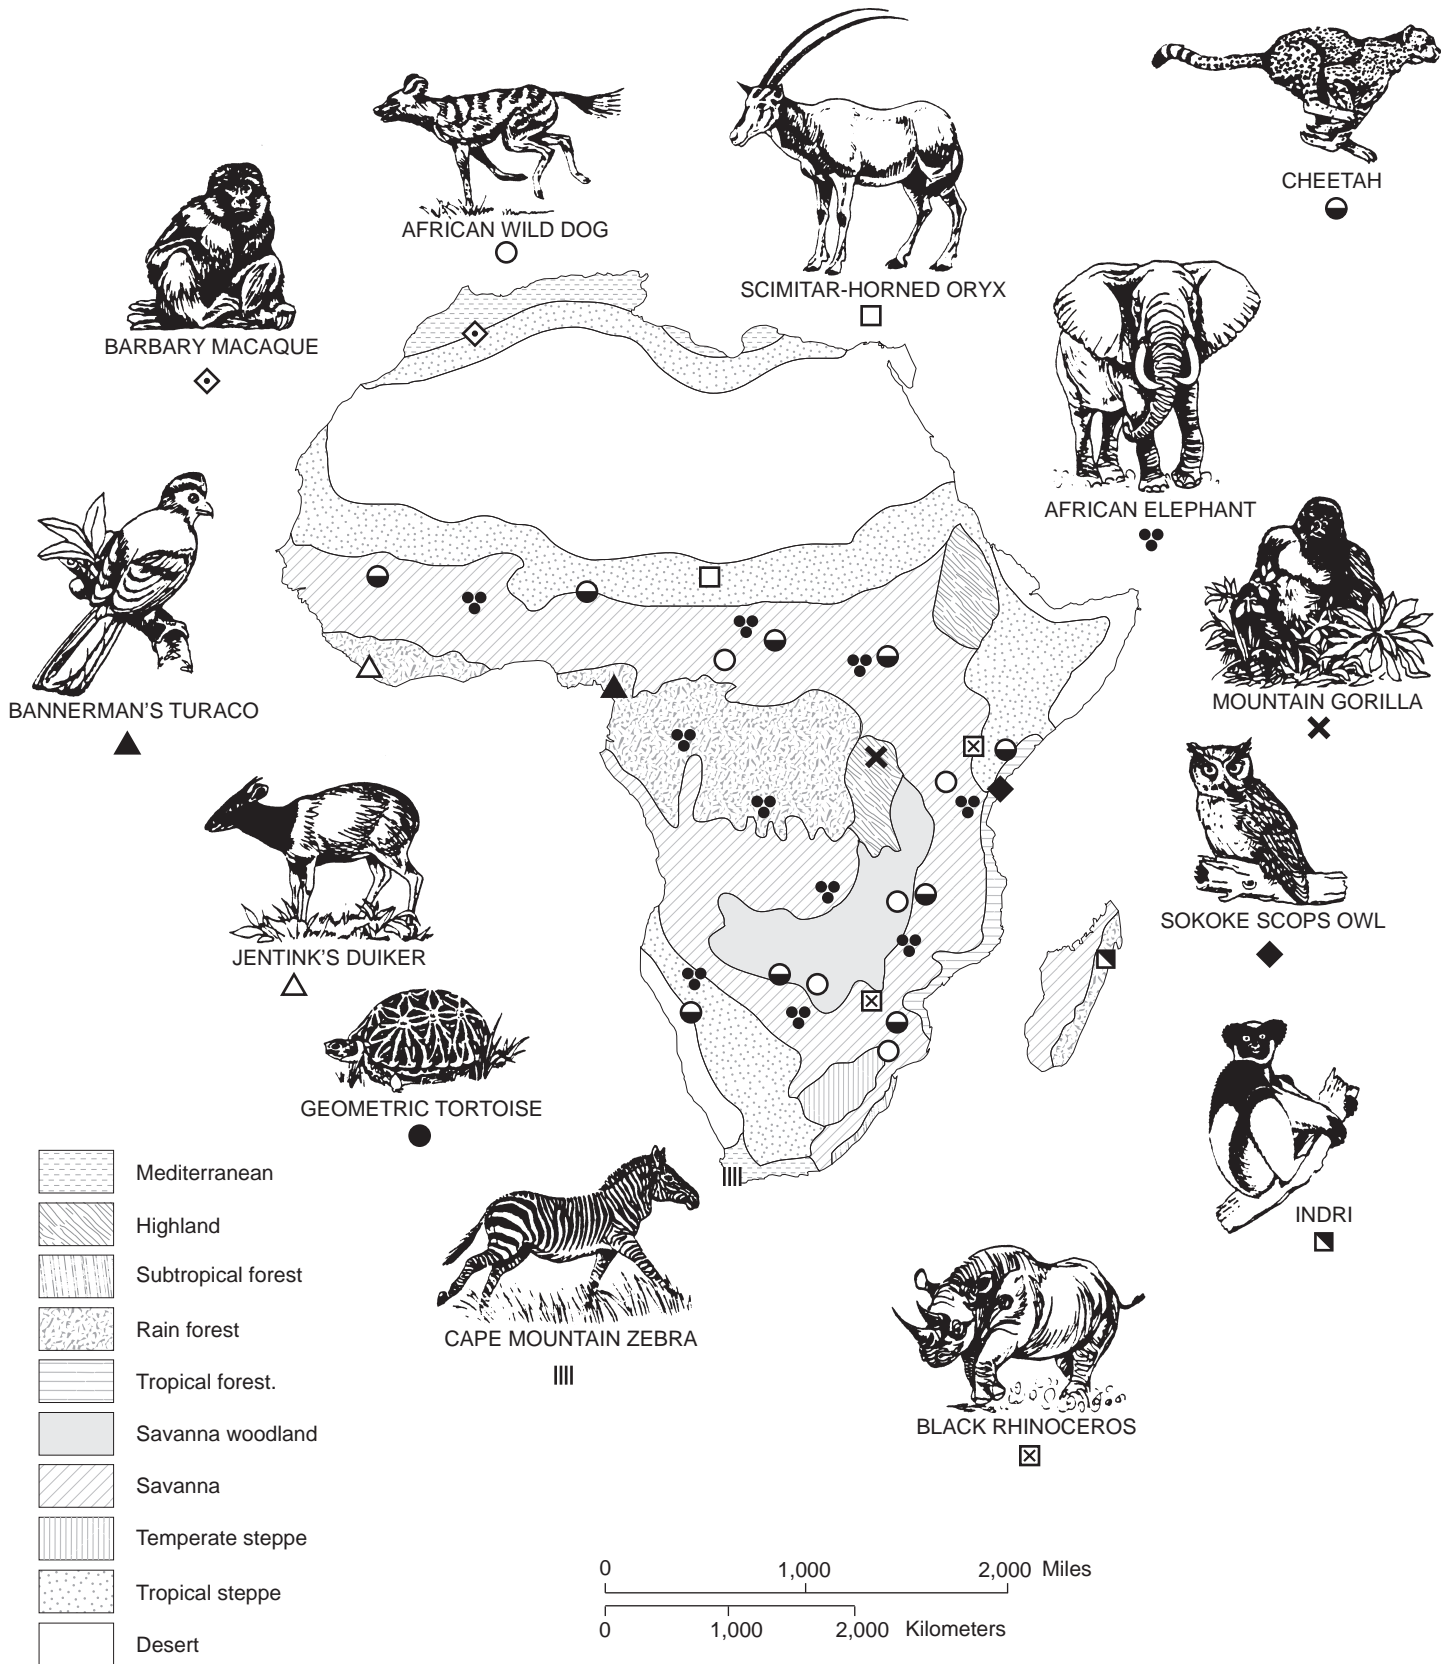 CHEETAH
AFRICAN WILD DOG
SCIMITAR-HORNED ORYX
BARBARY MACAQUE
AFRICAN ELEPHANT
MOUNTAIN GORILLA
BANNERMAN'S TURACO
SOKOKE SCOPS OWL
JENTINK'S DUIKER
GEOMETRIC TORTOISE
INDRI
CAPE MOUNTAIN ZEBRA
BLACK RHINOCEROS
Mediterranean
Highland
Subtropical forest
Rain forest
Tropical forest.
Savanna woodland
Savanna
Temperate steppe
Tropical steppe
Desert
0 1,000 2,000 Miles
0 1,000 2,000 Kilometers